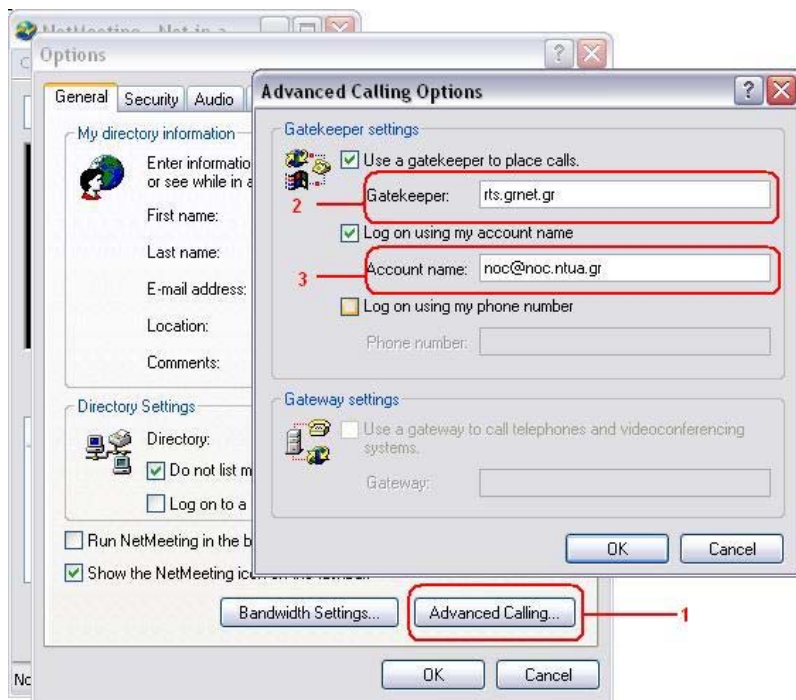 NetMeeting - Not in a
Options
General Security Audio
My directory information
Enter informatio
or see while in a
First name:
Last name:
E-mail address:
Location:
Comments:
Directory Settings
Directory:
Do not list m
Log on to a
Run NetMeeting in the b
Show the NetMeeting icon on the taskbar.
Bandwidth Settings...
Advanced Calling...
1
OK
Cancel
Advanced Calling Options
Gatekeeper settings
Use a gatekeeper to place calls.
2
Gatekeeper: rts.grnet.gr
Log on using my account name
3
Account name: noc@noc.ntua.gr
Log on using my phone number
Phone number:
Gateway settings
Use a gateway to call telephones and videoconferencing
systems.
Gateway:
OK
Cancel